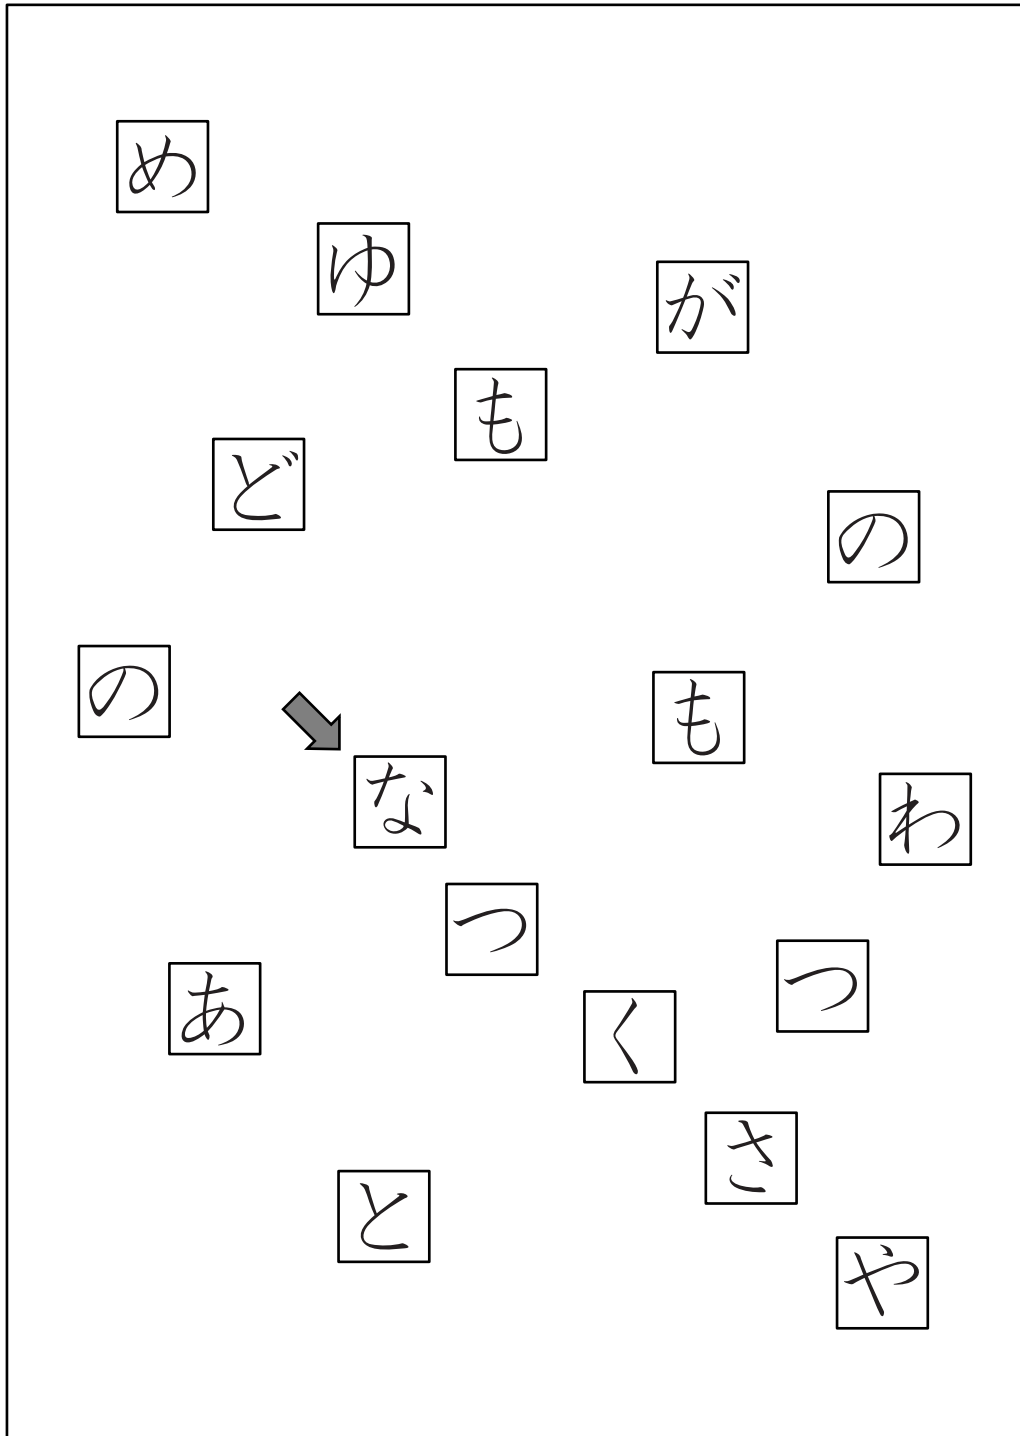 め
ゆ
が
も
ど
の
の
も
な
わ
つ
つ
あ
く
さ
と
や